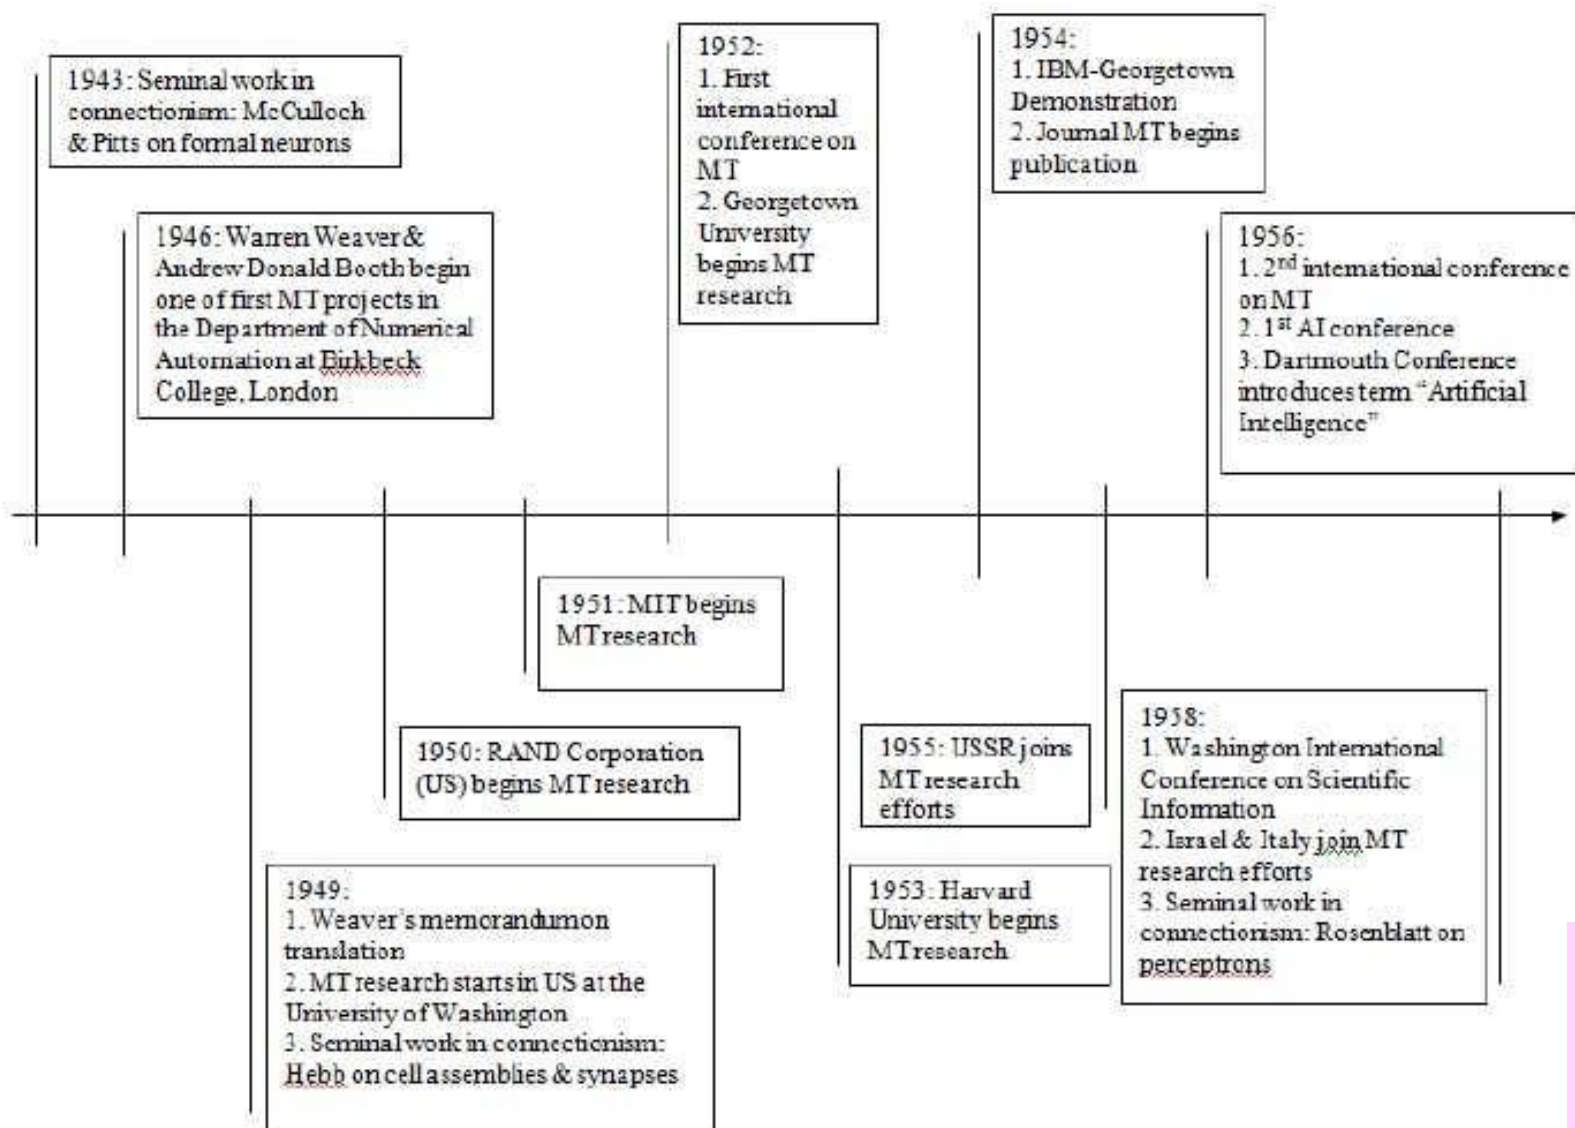 1943: Seminal work in
connectionism: McCulloch
& Pitts on formal neurons
1946: Warren Weaver &
Andrew Donald Booth begin
one of first MT projects in
the Department of Numerical
Automation at Birkbeck
College, London
1949:
1. Weaver's memorandum on
translation
2. MT research starts in US at the
University of Washington
3. Seminal work in connectionism:
Hebb on cell assemblies & synapses
1950: RAND Corporation
(US) begins MT research
1951: MIT begins
MT research
1952:
1. First
international
conference on
MT
2. Georgetown
University
begins MT
research
1953: Harvard
University begins
MT research
1954:
1. IBM-Georgetown
Demonstration
2. Journal MT begins
publication
1955: USSR joins
MT research
efforts
1956:
1. 2nd international conference
on MT
2. 1st AI conference
3. Dartmouth Conference
introduces term “Artificial
Intelligence”
1958:
1. Washington International
Conference on Scientific
Information
2. Israel & Italy join MT
research efforts
3. Seminal work in
connectionism: Rosenblatt on
perceptrons